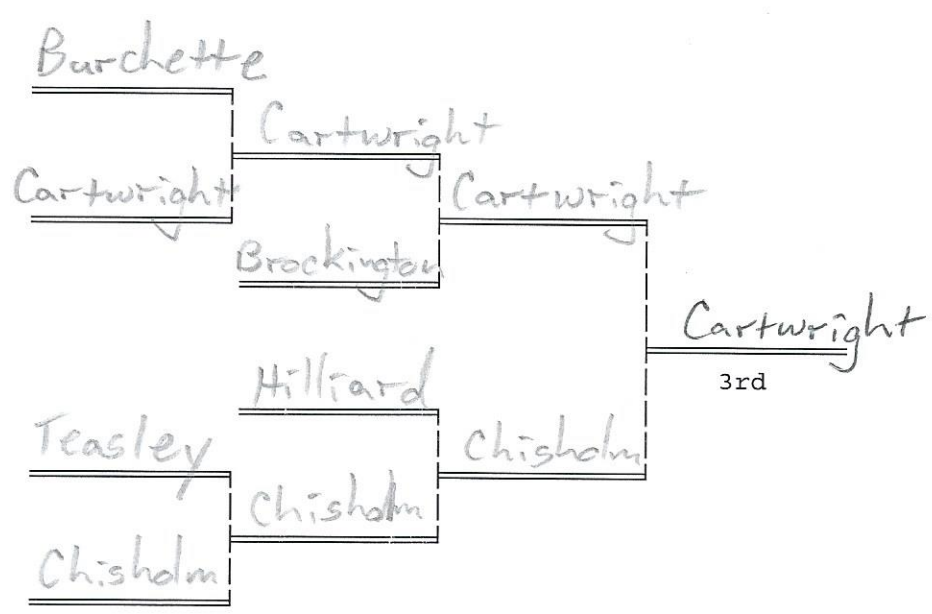 Burchette
Cartwright
Cartwright
Cartwright
Brockington
Cartwright
3rd
Hilliard
Teasley
Chisholm
Chisholm
Chisholm